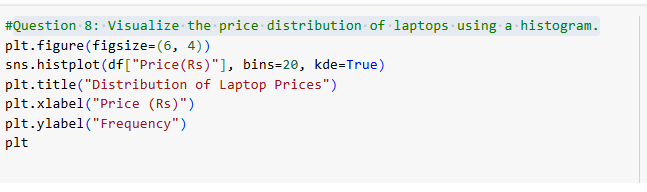 #Question 8: Visualize the price distribution of laptops using a histogram.
plt.figure(figsize=(6, 4))
sns.histplot(df["Price(Rs)"], bins=20, kde=True)
plt.title("Distribution of Laptop Prices")
plt.xlabel("Price (Rs)")
plt.ylabel("Frequency")
plt